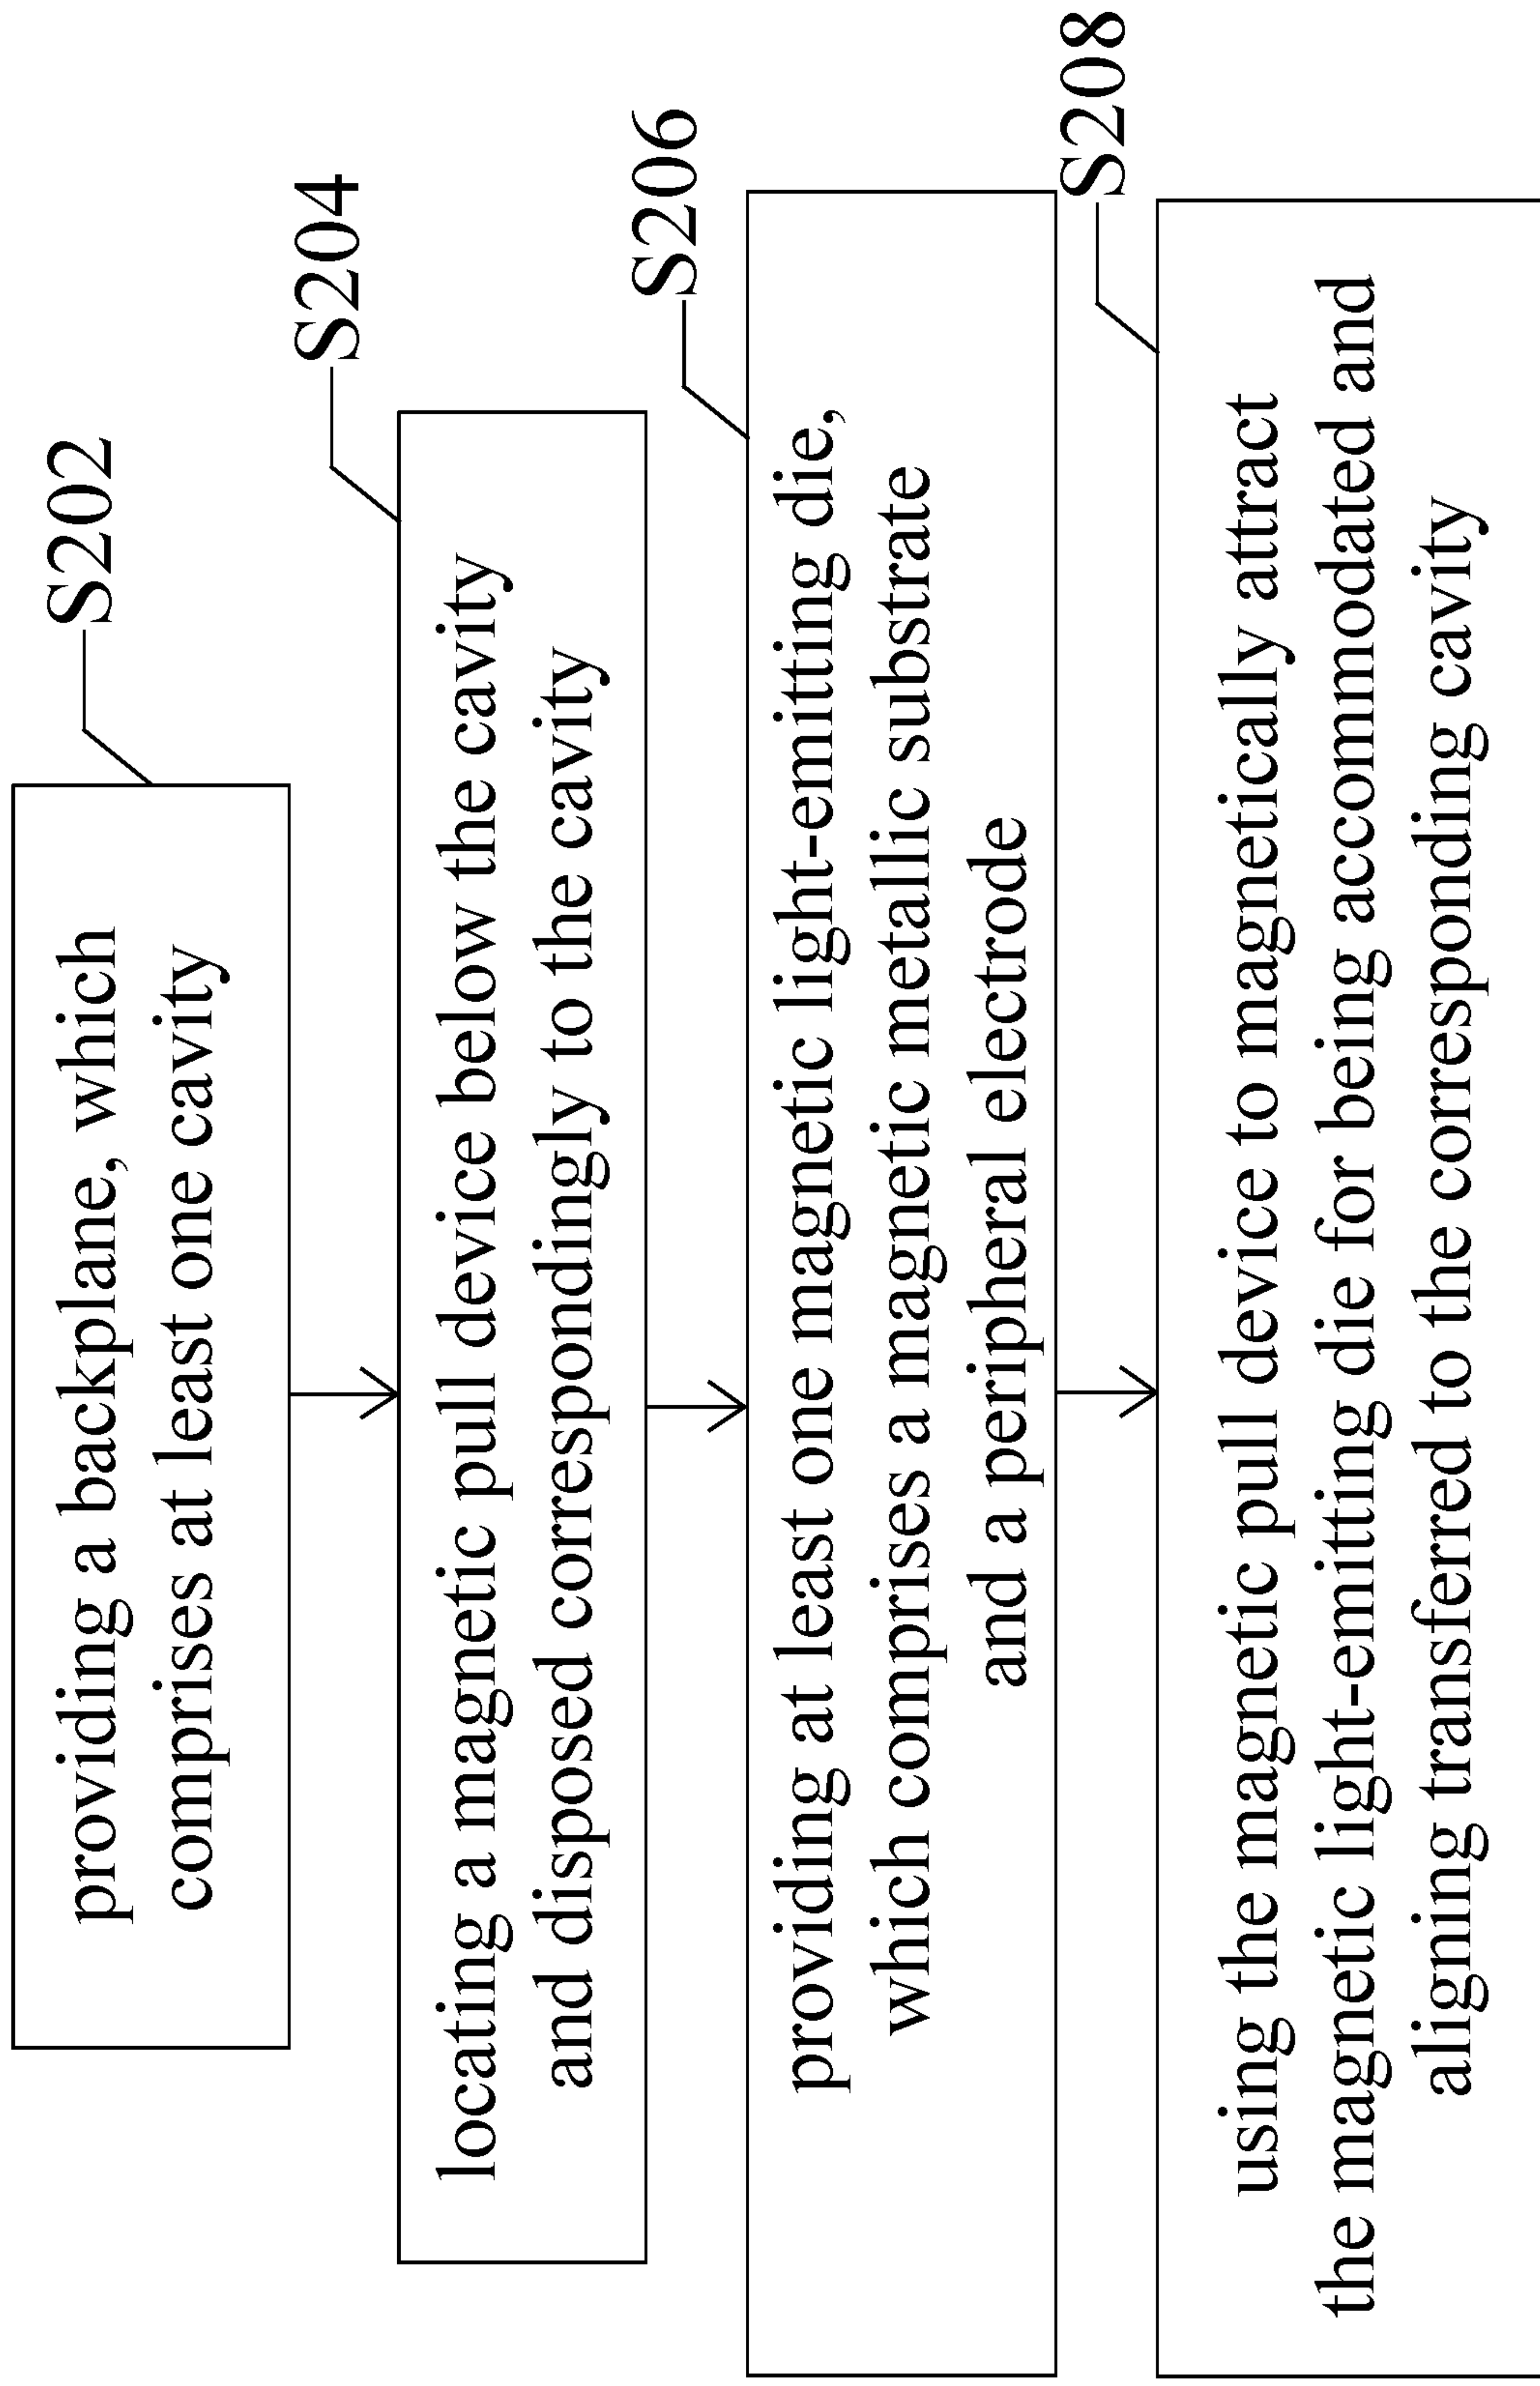 S202
providing a backplane, which
comprises at least one cavity
S204
locating a magnetic pull device below the cavity
and disposed correspondingly to the cavity
S206
providing at least one magnetic light-emitting die,
which comprises a magnetic metallic substrate
and a peripheral electrode
S208
using the magnetic pull device to magnetically attract
the magnetic light-emitting die for being accommodated and
aligning transferred to the corresponding cavity